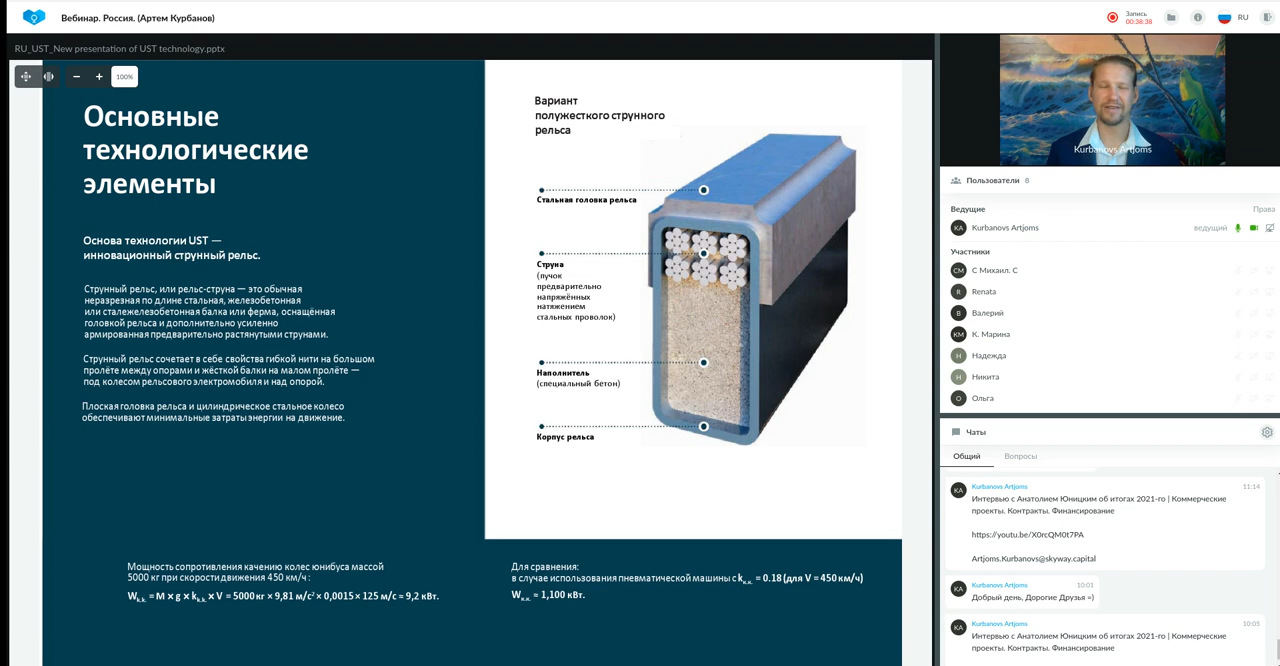 Вебинар. Россия. (Артем Курбанов)
Запись
00:38:38
RU
RU_UST_New presentation of UST technology.pptx
100%
Основные
технологические
элементы
Основа технологии UST —
инновационный струнный рельс.
Струнный рельс, или рельс-струна — это обычная
неразрезная по длине стальная, железобетонная
или сталежелезобетонная балка или ферма, оснащённая
головкой рельса и дополнительно усиленно
армированная предварительно растянутыми струнами.
Струнный рельс сочетает в себе свойства гибкой нити на большом
пролёте между опорами и жёсткой балки на малом пролёте —
под колесом рельсового электромобиля и над опорой.
Плоская головка рельса и цилиндрическое стальное колесо
обеспечивают минимальные затраты энергии на движение.
Вариант
полужесткого струнного
рельса
Стальная головка рельса
Струна
(пучок
предварительно
напряжённых
натяжением
стальных проволок)
Наполнитель
(специальный бетон)
Корпус рельса
Мощность сопротивления качению колес юнибуса массой
5000 кг при скорости движения 450 км/ч :
Wk.k. = M × g × kk.k. × V = 5000 кг × 9,81 м/с² × 0,0015 × 125 м/с = 9,2 кВт.
Для сравнения:
в случае использования пневматической машины с kк.к. = 0.18 (для V = 450 км/ч)
Wк.к. ≈ 1,100 кВт.
Kurbanovs Artjoms
Пользователи 8
Ведущие Права
KA Kurbanovs Artjoms ведущий
Участники
СМ С Михаил. С
R Renata
В Валерий
КМ К. Марина
Н Надежда
Н Никита
О Ольга
Чаты
Общий Вопросы
KA Kurbanovs Artjoms 11:14
Интервью с Анатолием Юницким об итогах 2021-го | Коммерческие
проекты. Контракты. Финансирование
https://youtu.be/X0rcQM0t7PA
Artjoms.Kurbanovs@skyway.capital
KA Kurbanovs Artjoms 10:01
Добрый день, Дорогие Друзья =)
KA Kurbanovs Artjoms 10:05
Интервью с Анатолием Юницким об итогах 2021-го | Коммерческие
проекты. Контракты. Финансирование